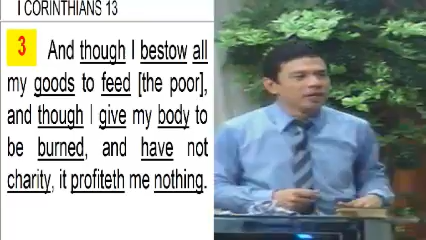 I CORINTHIANS 13
3 And though I bestow all
my goods to feed [the poor],
and though I give my body to
be burned, and have not
charity, it profiteth me nothing.